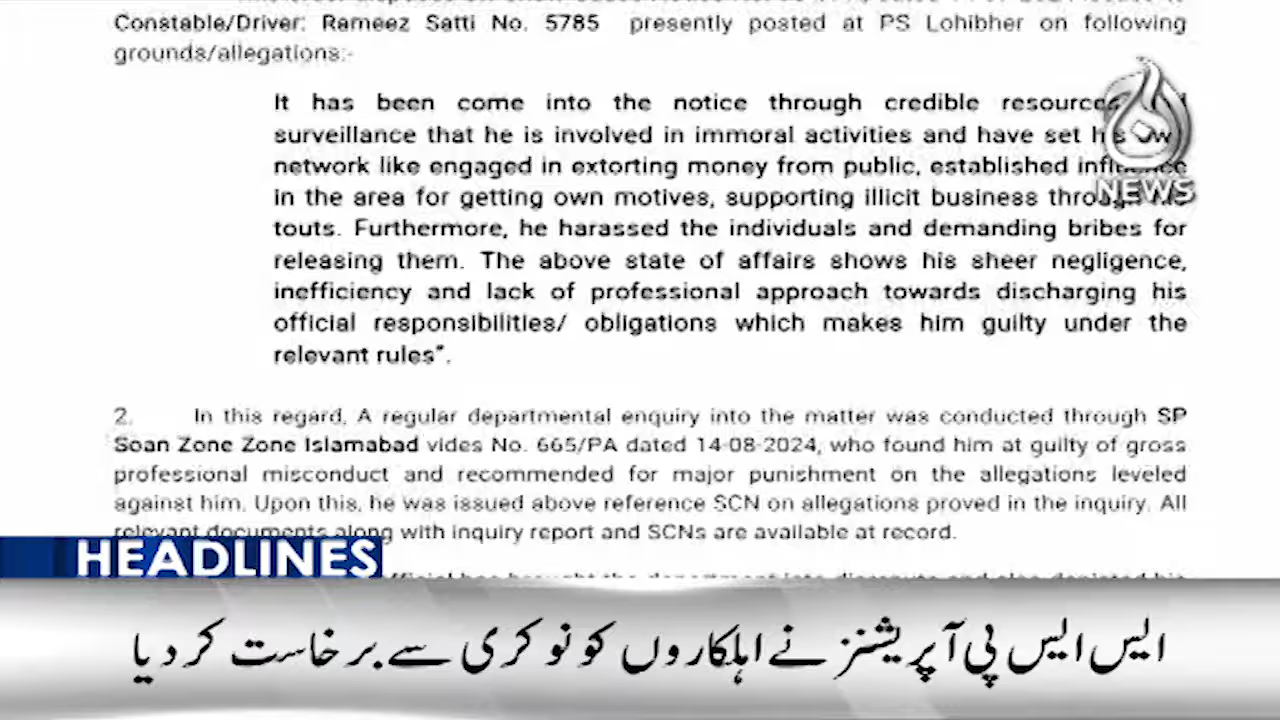 Constable/Driver: Rameez Satti No. 5785 presently posted at PS Lohibher on following
grounds/allegations:-
It has been come into the notice through credible resources
surveillance that he is involved in immoral activities and have set his
network like engaged in extorting money from public, established influence
in the area for getting own motives, supporting illicit business through
touts. Furthermore, he harassed the individuals and demanding bribes for
releasing them. The above state of affairs shows his sheer negligence,
inefficiency and lack of professional approach towards discharging his
official responsibilities/ obligations which makes him guilty under the
relevant rules".
NEWS
2. In this regard, A regular departmental enquiry into the matter was conducted through SP
Soan Zone Zone Islamabad vides No. 665/PA dated 14-08-2024, who found him at guilty of gross
professional misconduct and recommended for major punishment on the allegations leveled
against him. Upon this, he was issued above reference SCN on allegations proved in the inquiry. All
relevant documents along with inquiry report and SCNs are available at record.
HEADLINES
ایس ایس پی آپریشنز نے اہلکاروں کو نوکری سے برخاست کر دیا